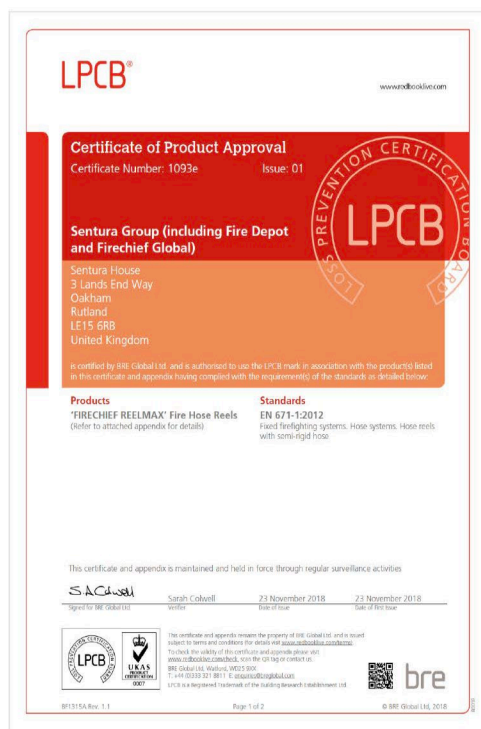 LPCB®
www.redbooklive.com
Certificate of Product Approval
Certificate Number: 1093e Issue: 01
LOSS PREVENTION CERTIFICATION BOARD
LPCB
Sentura Group (including Fire Depot
and Firechief Global)
Sentura House
3 Lands End Way
Oakham
Rutland
LE15 6RB
United Kingdom
is certified by BRE Global Ltd. and is authorised to use the LPCB mark in association with the product(s) listed
in this certificate and appendix having complied with the requirement(s) of the standards as detailed below:
Products Standards
'FIRECHIEF REELMAX' Fire Hose Reels EN 671-1:2012
(Refer to attached appendix for details) Fixed firefighting systems. Hose systems. Hose reels
with semi-rigid hose
This certificate and appendix is maintained and held in force through regular surveillance activities
S.A.Colwell
Sarah Colwell 23 November 2018 23 November 2018
Signed for BRE Global Ltd. Verifier Date of Issue Date of First Issue
LPCB
UKAS
PRODUCT
CERTIFICATION
0007
This certificate and appendix remains the property of BRE Global Ltd. and is issued
subject to terms and conditions (for details visit www.redbooklive.com/terms).
To check the validity of this certificate and appendix please visit
www.redbooklive.com/check, scan the QR tag or contact us.
BRE Global Ltd, Watford, WD25 9XX
T: +44 (0)333 321 8811 E: enquiries@breglobal.com
LPCB is a Registered Trademark of the Building Research Establishment Ltd.
bre
BF1315A Rev. 1.1 Page 1 of 2 © BRE Global Ltd, 2018